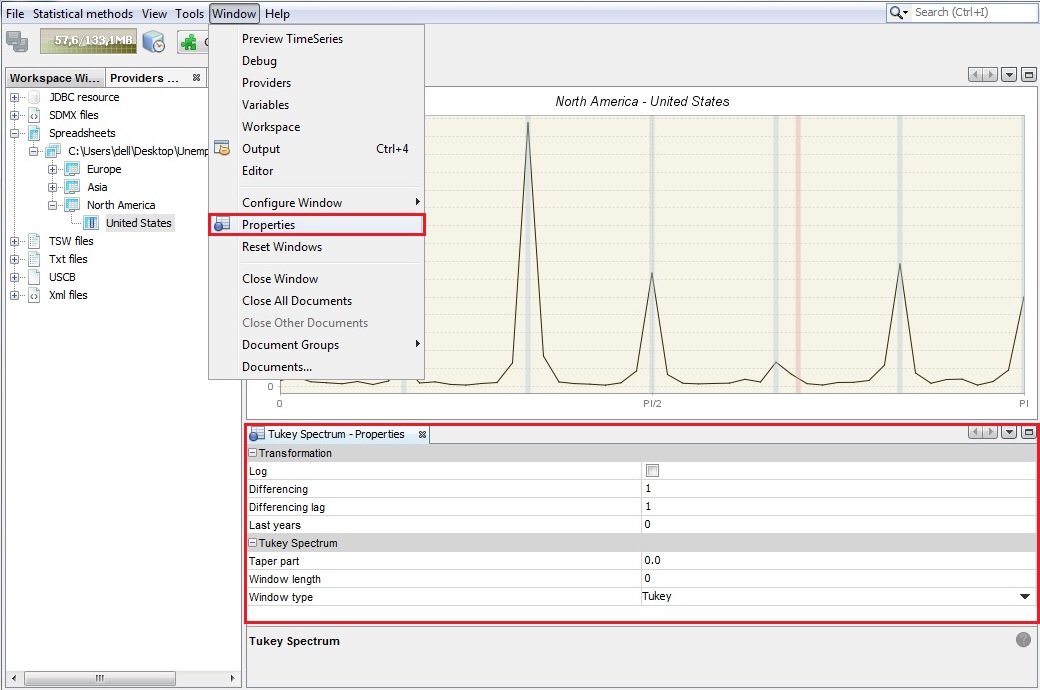 File Statistical methods View Tools Window Help
Search (Ctrl+I)
57,6/133,1MB
Workspace Wi... Providers ...
JDBC resource
SDMX files
Spreadsheets
C:\Users\dell\Desktop\Unemp
Europe
Asia
North America
United States
TSW files
Txt files
USCB
Xml files
Preview TimeSeries
Debug
Providers
Variables
Workspace
Output Ctrl+4
Editor
Configure Window
Properties
Reset Windows
Close Window
Close All Documents
Close Other Documents
Document Groups
Documents...
North America - United States
0
0 PI/2 PI
Tukey Spectrum - Properties
Transformation
Log
Differencing 1
Differencing lag 1
Last years 0
Tukey Spectrum
Taper part 0.0
Window length 0
Window type Tukey
Tukey Spectrum